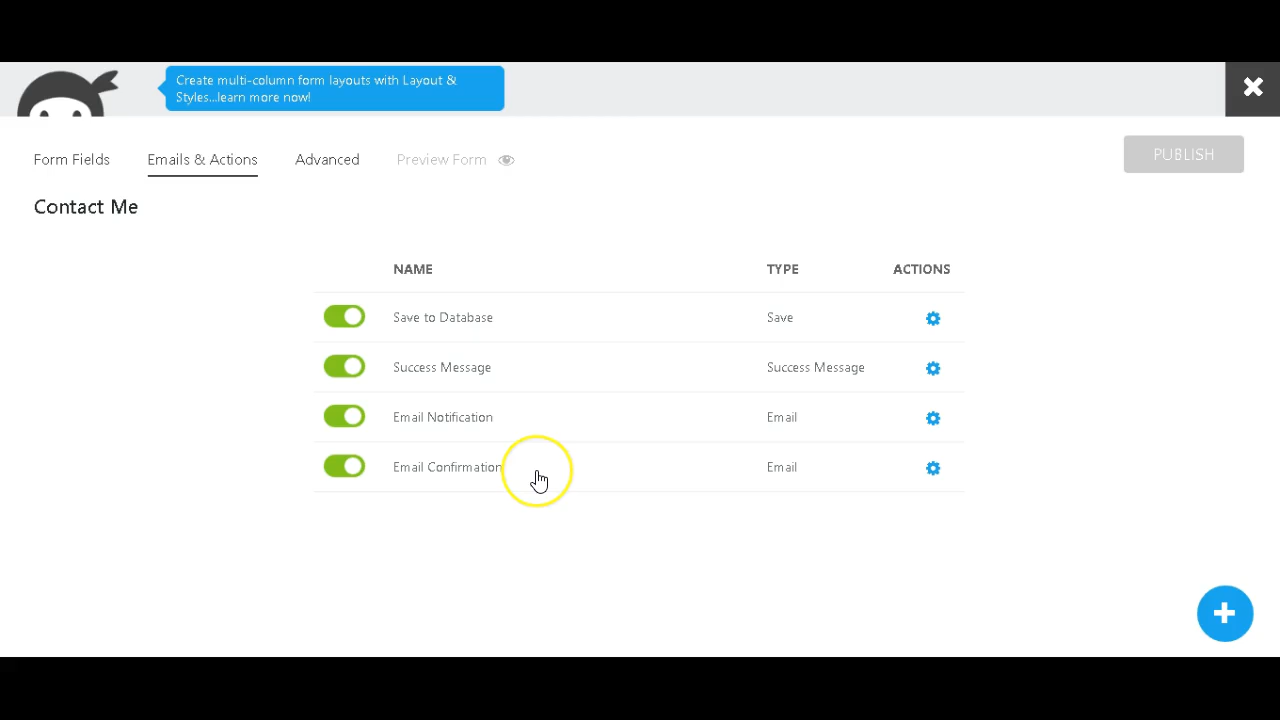 Create multi-column form layouts with Layout &
Styles...learn more now!
Form Fields
Emails & Actions
Advanced
Preview Form
PUBLISH
Contact Me
NAME
TYPE
ACTIONS
Save to Database
Save
Success Message
Success Message
Email Notification
Email
Email Confirmation
Email